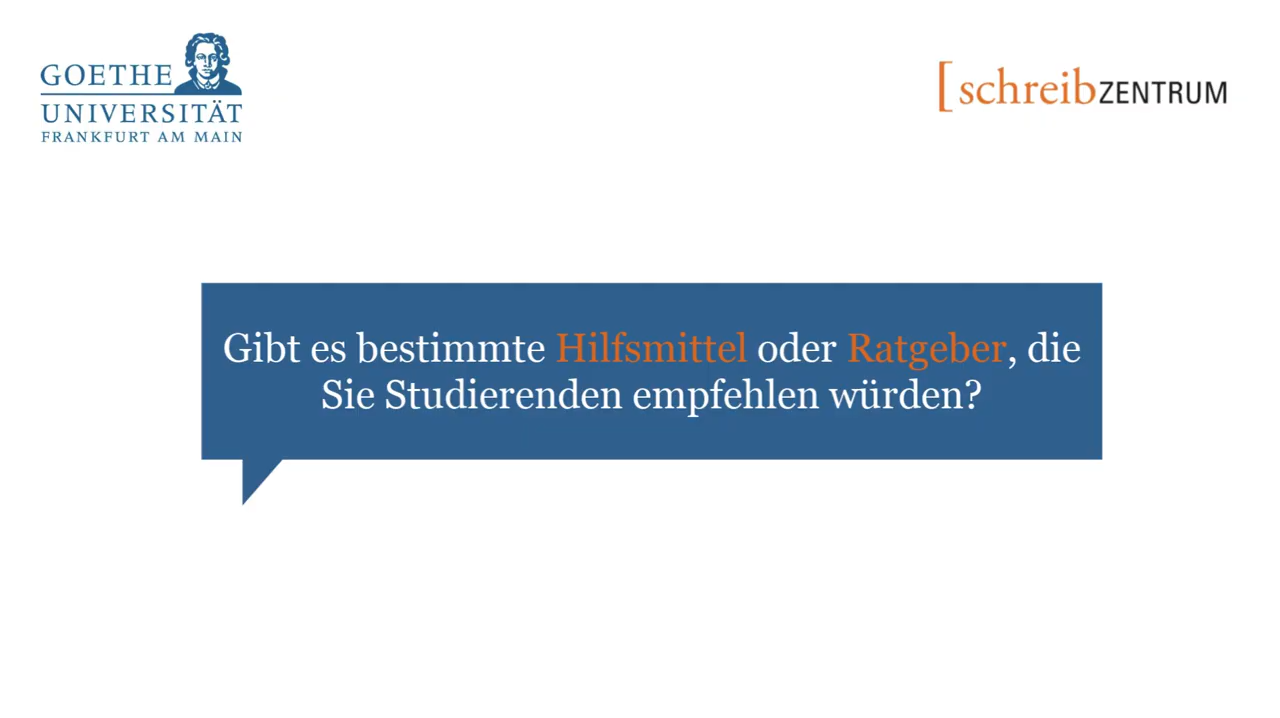 GOETHE
UNIVERSITÄT
FRANKFURT AM MAIN
[schreibZENTRUM
Gibt es bestimmte Hilfsmittel oder Ratgeber, die
Sie Studierenden empfehlen würden?